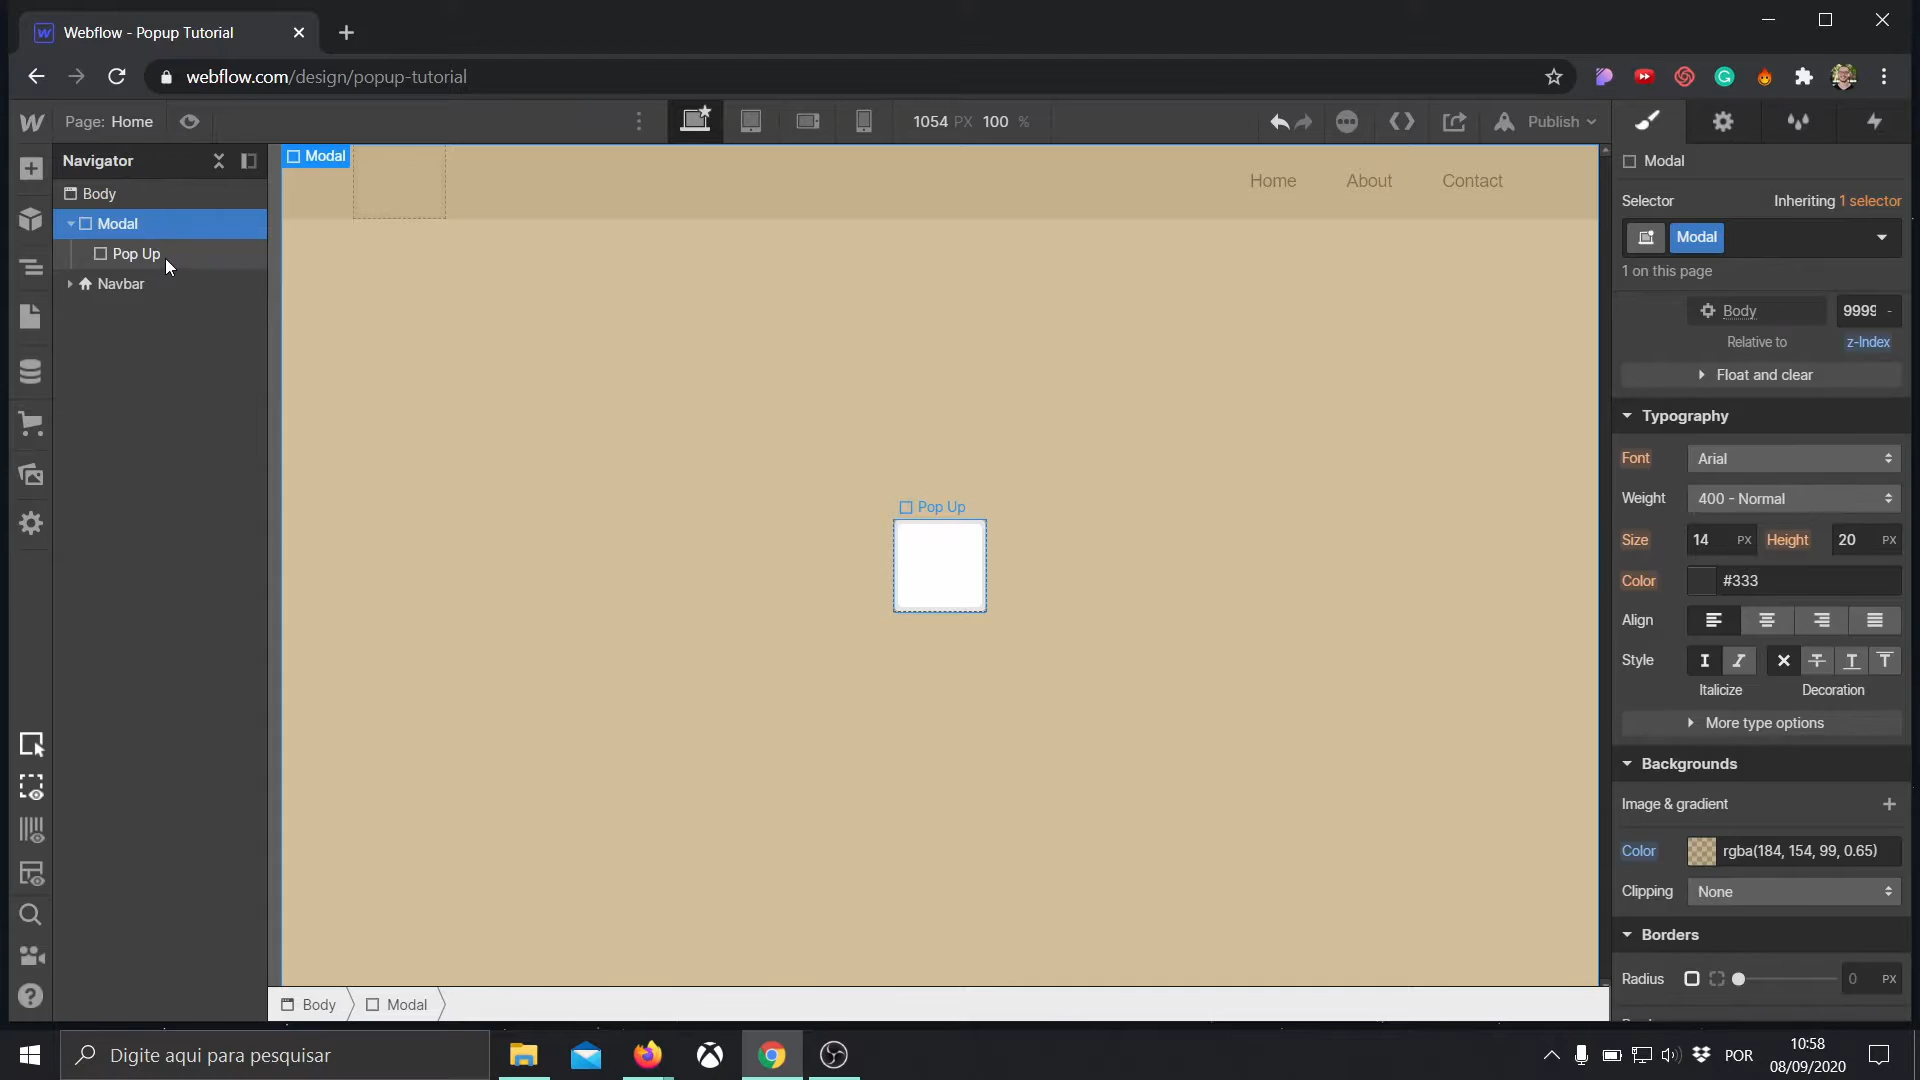 Webflow - Popup Tutorial
webflow.com/design/popup-tutorial
Page: Home
1054 PX 100 %
Publish
Navigator
Body
Modal
Pop Up
Navbar
Modal
Home About Contact
Pop Up
Body Modal
Modal
Selector Inheriting 1 selector
Modal
1 on this page
Body 9999 -
Relative to z-Index
Float and clear
Typography
Font Arial
Weight 400 - Normal
Size 14 PX Height 20 PX
Color #333
Align
Style
Italicize Decoration
More type options
Backgrounds
Image & gradient
Color rgba(184, 154, 99, 0.65)
Clipping None
Borders
Radius 0 PX
Digite aqui para pesquisar
POR
10:58
08/09/2020